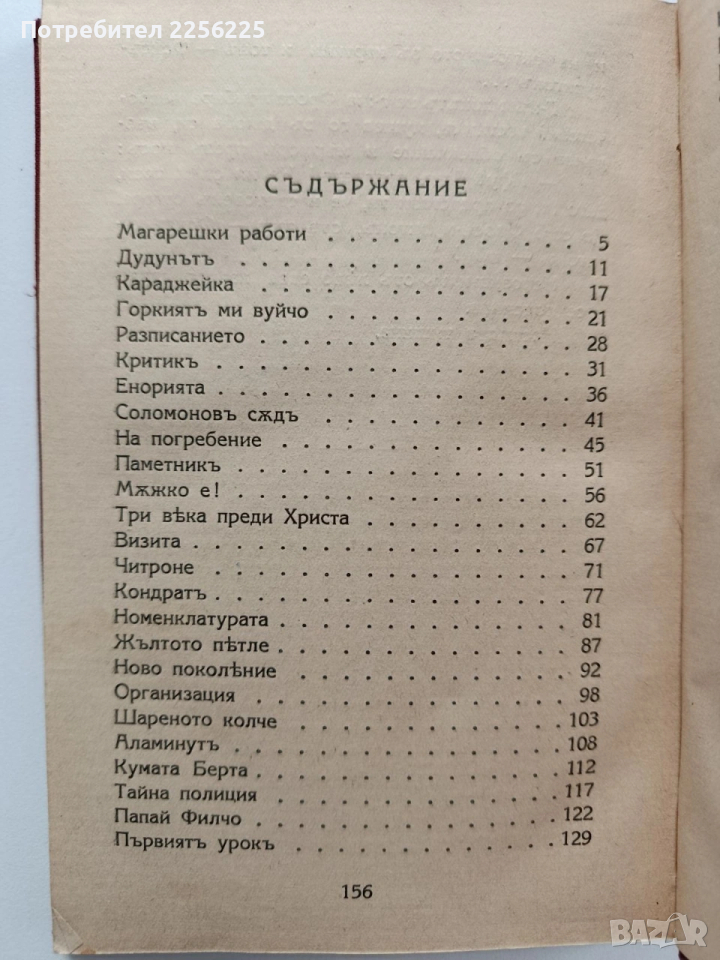 Потребител 2256225
СЪДЪРЖАНИЕ
Магарешки работи . . . . . . . . . . . 5
Дудунътъ . . . . . . . . . . . . . . 11
Караджейка . . . . . . . . . . . . . 17
Горкиятъ ми вуйчо . . . . . . . . . . 21
Разписанието . . . . . . . . . . . . 28
Критикъ . . . . . . . . . . . . . . 31
Енорията . . . . . . . . . . . . . . 36
Соломоновъ сѫдъ . . . . . . . . . . 41
На погребение . . . . . . . . . . . . 45
Паметникъ . . . . . . . . . . . . . 51
Мѫжко е! . . . . . . . . . . . . . . 56
Три вѣка преди Христа . . . . . . . . . 62
Визита . . . . . . . . . . . . . . . 67
Читроне . . . . . . . . . . . . . . 71
Кондратъ . . . . . . . . . . . . . . 77
Номенклатурата . . . . . . . . . . . . 81
Жълтото пѣтле . . . . . . . . . . . . 87
Ново поколѣние . . . . . . . . . . . 92
Организация . . . . . . . . . . . . . 98
Шареното колче . . . . . . . . . . . 103
Аламинутъ . . . . . . . . . . . . . 108
Кумата Берта . . . . . . . . . . . . 112
Тайна полиция . . . . . . . . . . . . 117
Папай Филчо . . . . . . . . . . . . 122
Първиятъ урокъ . . . . . . . . . . . 129
156
BAZAR